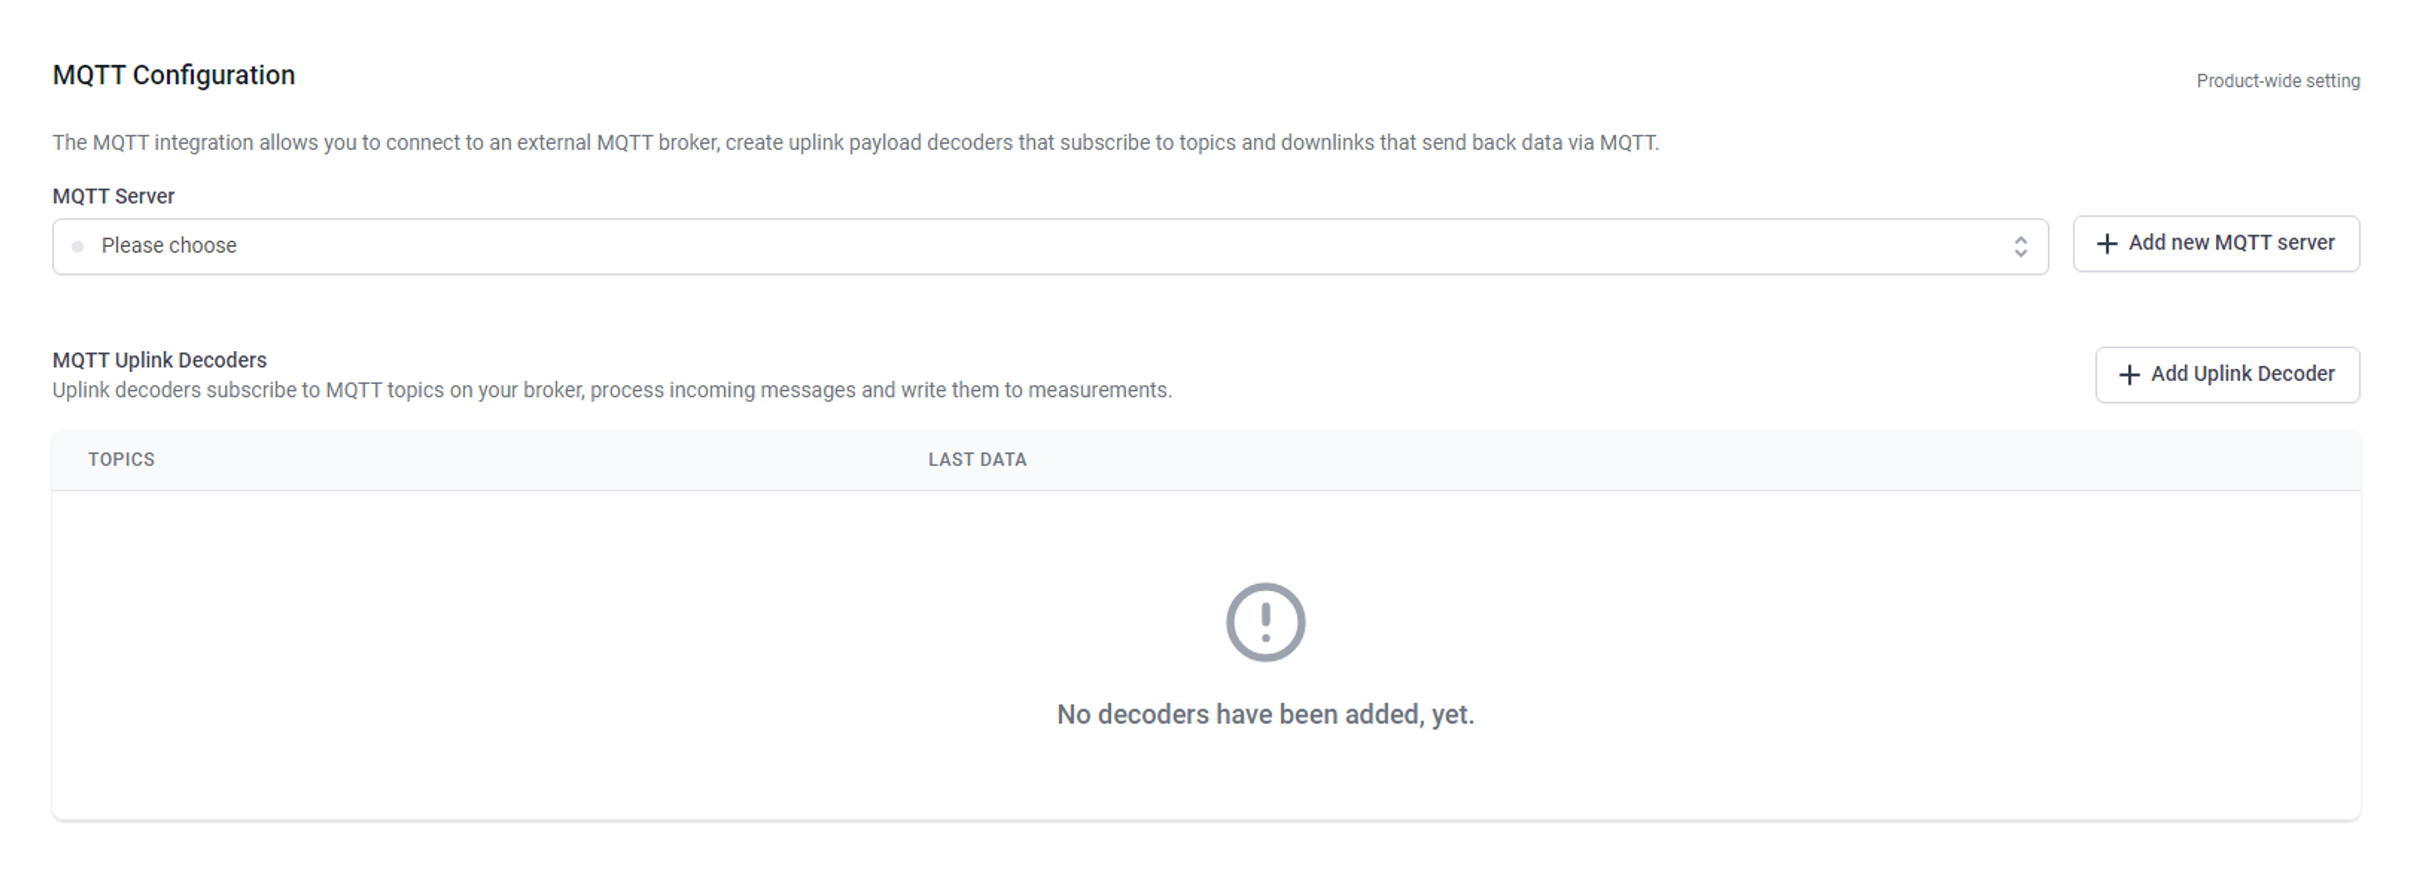 MQTT Configuration
Product-wide setting
The MQTT integration allows you to connect to an external MQTT broker, create uplink payload decoders that subscribe to topics and downlinks that send back data via MQTT.
MQTT Server
Please choose
Add new MQTT server
MQTT Uplink Decoders
Uplink decoders subscribe to MQTT topics on your broker, process incoming messages and write them to measurements.
Add Uplink Decoder
TOPICS
LAST DATA
No decoders have been added, yet.